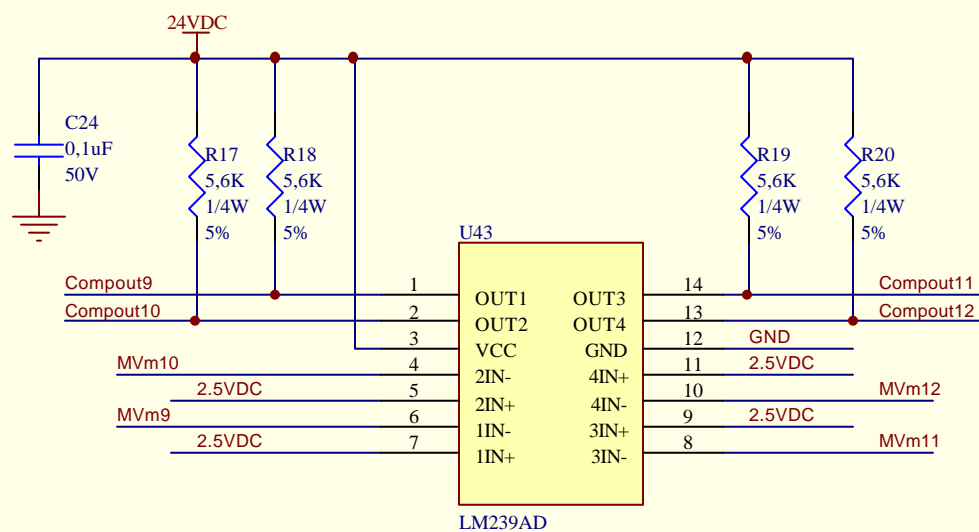 24VDC
C24
0,1uF
50V
R17
5,6K
1/4W
5%
R18
5,6K
1/4W
5%
R19
5,6K
1/4W
5%
R20
5,6K
1/4W
5%
U43
Compout9 1 OUT1 OUT3 14 Compout11
Compout10 2 OUT2 OUT4 13 Compout12
3 VCC GND 12 GND
MVm10 4 2IN- 4IN+ 11 2.5VDC
2.5VDC 5 2IN+ 4IN- 10 MVm12
MVm9 6 1IN- 3IN+ 9 2.5VDC
2.5VDC 7 1IN+ 3IN- 8 MVm11
LM239AD